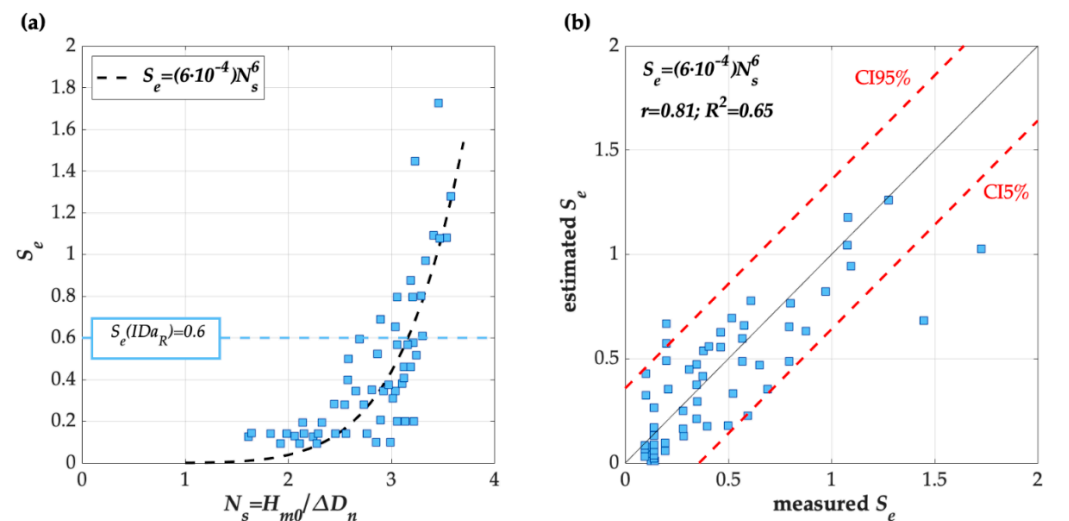 (a)
2
1.8
1.6
1.4
1.2
1
0.8
0.6
0.4
0.2
0
S_e
S_e=(6·10^-4)N_s^6
S_e(IDa_R)=0.6
0 1 2 3 4
N_s=H_m0/ΔD_n
(b)
2
1.5
1
0.5
0
estimated S_e
S_e=(6·10^-4)N_s^6
r=0.81; R^2=0.65
CI95%
CI5%
0 0.5 1 1.5 2
measured S_e